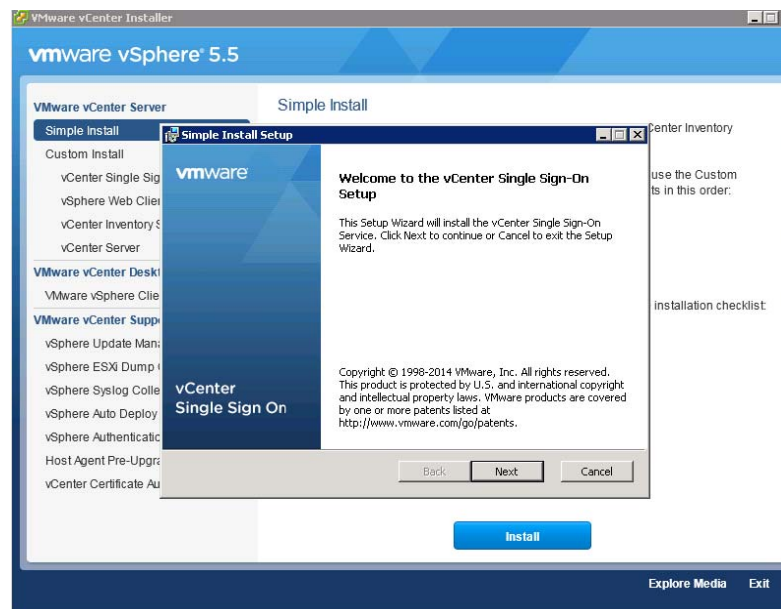 VMware vCenter Installer
vmware vSphere® 5.5
VMware vCenter Server
Simple Install
Custom Install
vCenter Single Sig
vSphere Web Clie
vCenter Inventory S
vCenter Server
VMware vCenter Deskt
VMware vSphere Clie
VMware vCenter Supp
vSphere Update Man
vSphere ESXi Dump
vSphere Syslog Colle
vSphere Auto Deploy
vSphere Authenticatic
Host Agent Pre-Upgra
vCenter Certificate Au
Simple Install
Center Inventory
use the Custom
ts in this order:
installation checklist.
Simple Install Setup
vmware
vCenter
Single Sign On
Welcome to the vCenter Single Sign-On
Setup
This Setup Wizard will install the vCenter Single Sign-On
Service. Click Next to continue or Cancel to exit the Setup
Wizard.
Copyright © 1998-2014 VMware, Inc. All rights reserved.
This product is protected by U.S. and international copyright
and intellectual property laws. VMware products are covered
by one or more patents listed at
http://www.vmware.com/go/patents.
Back Next Cancel
Install
Explore Media Exit